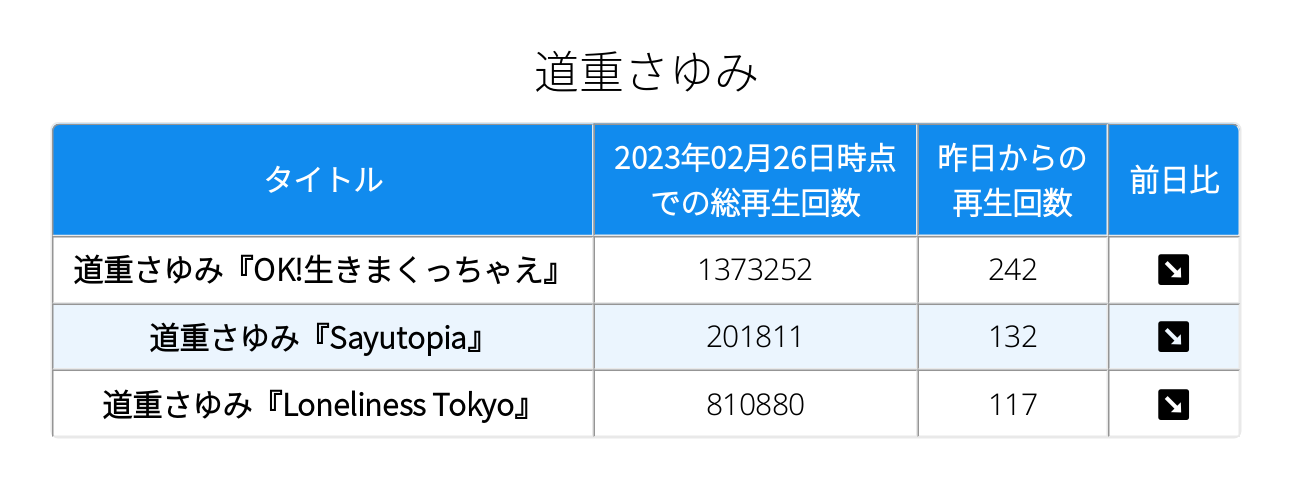 道重さゆみ
タイトル
2023年02月26日時点
での総再生回数
昨日からの
再生回数
前日比
道重さゆみ『OK!生きまくっちゃえ』 1373252 242 ↘
道重さゆみ『Sayutopia』 201811 132 ↘
道重さゆみ『Loneliness Tokyo』 810880 117 ↘